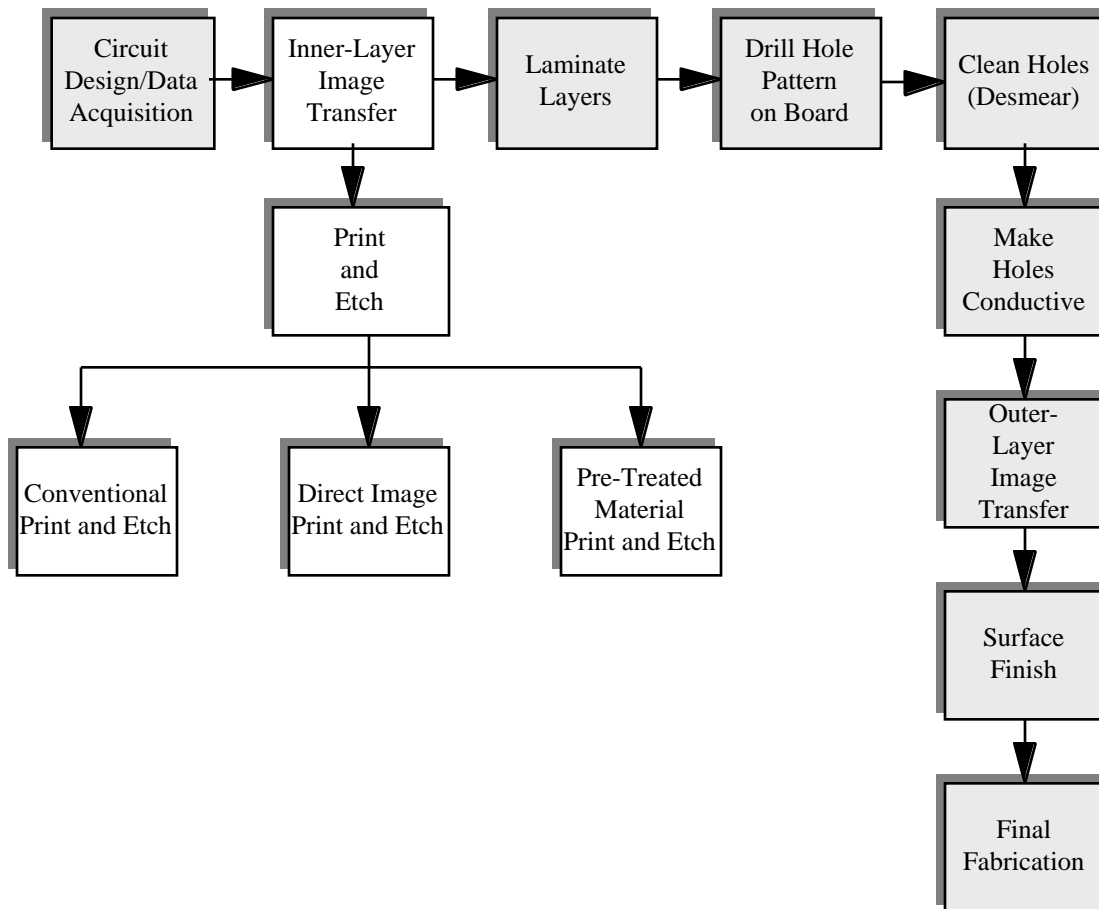 Circuit
Design/Data
Acquisition
Inner-Layer
Image
Transfer
Laminate
Layers
Drill Hole
Pattern
on Board
Clean Holes
(Desmear)
Print
and
Etch
Make
Holes
Conductive
Conventional
Print and Etch
Direct Image
Print and Etch
Pre-Treated
Material
Print and Etch
Outer-
Layer
Image
Transfer
Surface
Finish
Final
Fabrication